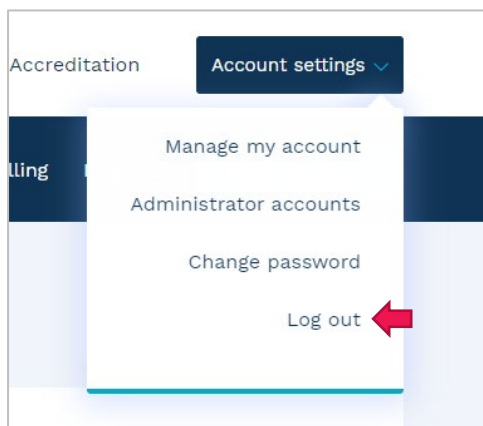 Accreditation
Account settings
lling
Manage my account
Administrator accounts
Change password
Log out